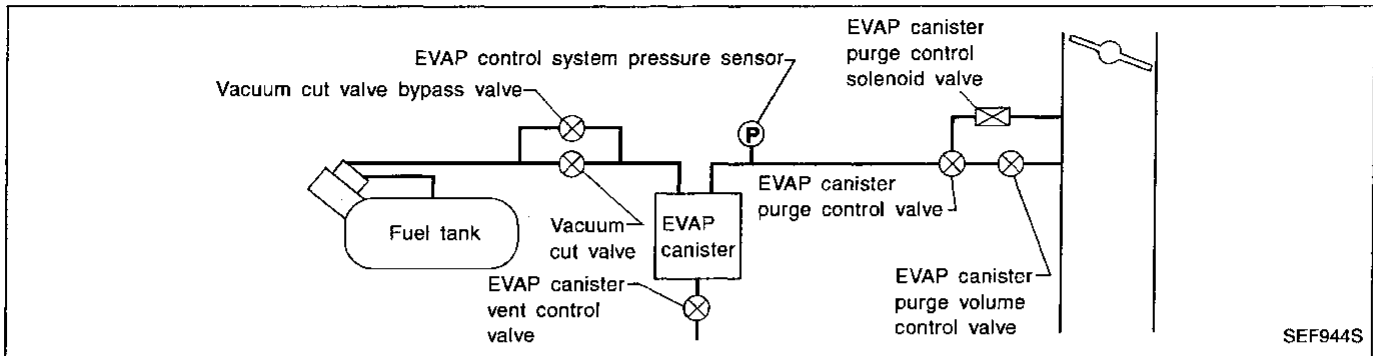 EVAP canister
purge control
solenoid valve
EVAP control system pressure sensor
Vacuum cut valve bypass valve
P
EVAP canister
purge control valve
Fuel tank
Vacuum
cut valve
EVAP
canister
EVAP canister
vent control
valve
EVAP canister
purge volume
control valve
SEF944S